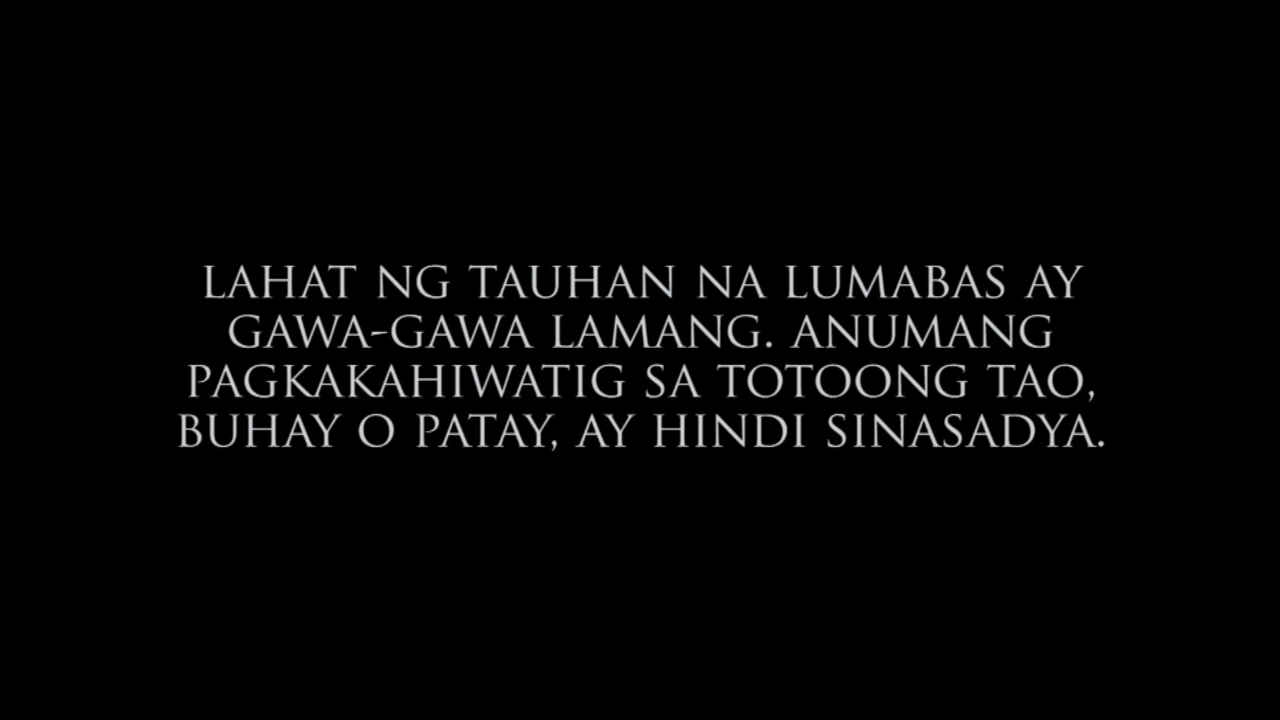 LAHAT NG TAUHAN NA LUMABAS AY
GAWA-GAWA LAMANG. ANUMANG
PAGKAKAHIWATIG SA TOTOONG TAO,
BUHAY O PATAY, AY HINDI SINASADYA.